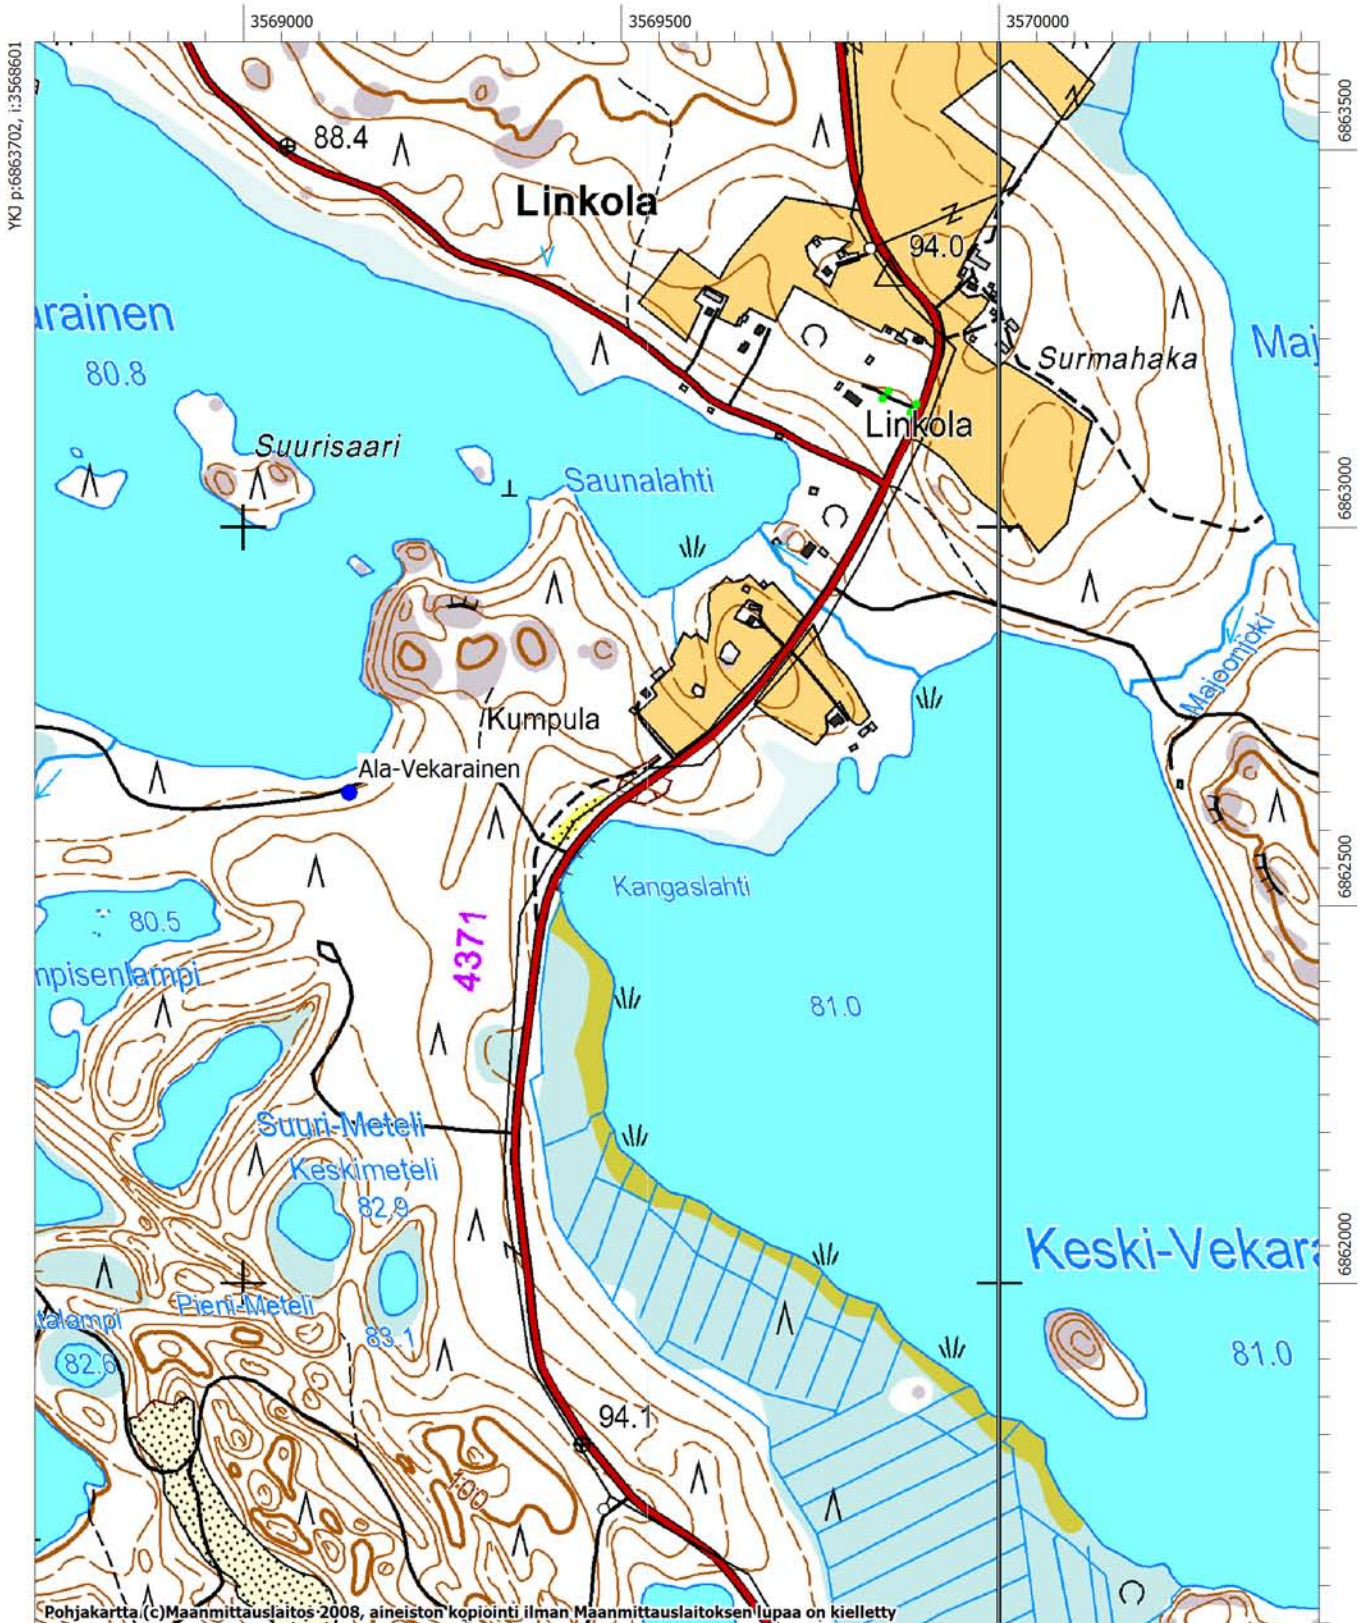 3569000
3569500
3570000
YKJ p:6863702, i:3568601
6863500
88.4
Linkola
94.0
arainen
80.8
Maj
Surmahaka
Linkola
Suurisaari
Saunalahti
6863000
Majoonjoki
Kumpula
Ala-Vekarainen
6862500
Kangaslahti
80.5
4371
mpisenlampi
81.0
Suuri-Meteli
Keskimeteli
82.9
6862000
Keski-Vekara
Pieni-Meteli
talampi
83.1
82.6
81.0
94.1
100
Pohjakartta (c)Maanmittauslaitos 2008, aineiston kopiointi ilman Maanmittauslaitoksen lupaa on kielletty